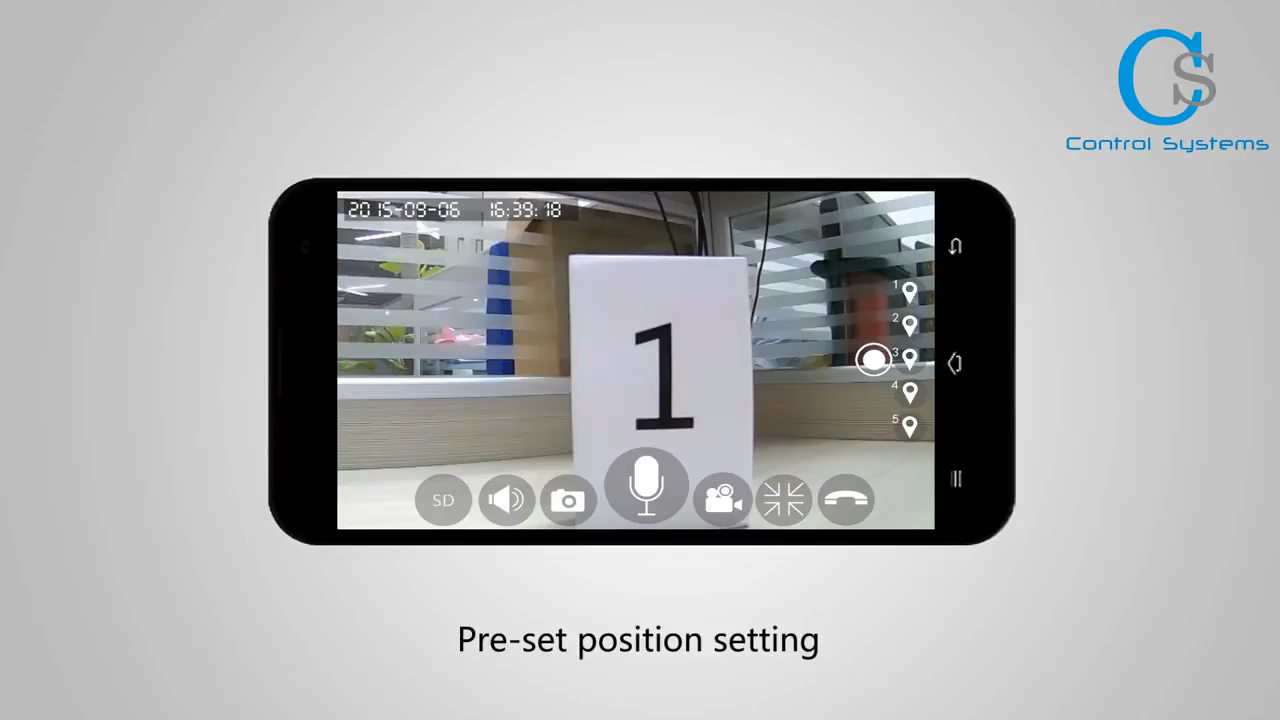 CS
Control Systems
2015-09-06 16:39:18
1
1
2
3
4
5
SD
Pre-set position setting